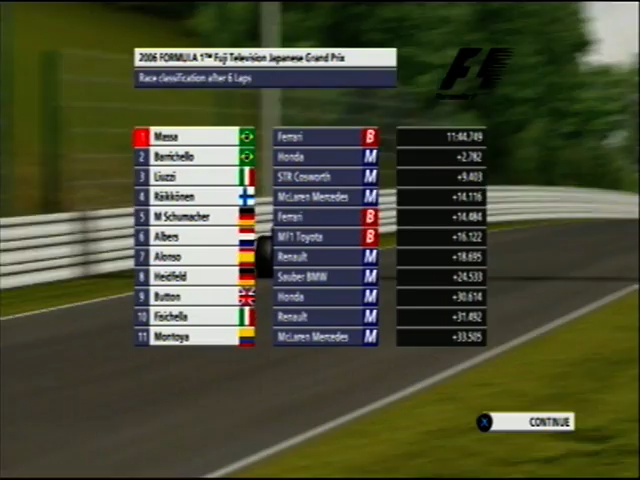 2006 FORMULA 1™ Fuji Television Japanese Grand Prix
Race classification after 6 Laps
F1
1 Massa Ferrari B 11:44.749
2 Barrichello Honda M +2.782
3 Liuzzi STR Cosworth M +9.403
4 Räikkönen McLaren Mercedes M +14.116
5 M Schumacher Ferrari B +14.484
6 Albers MF1 Toyota B +16.122
7 Alonso Renault M +18.695
8 Heidfeld Sauber BMW M +24.533
9 Button Honda M +30.614
10 Fisichella Renault M +31.492
11 Montoya McLaren Mercedes M +33.505
X CONTINUE